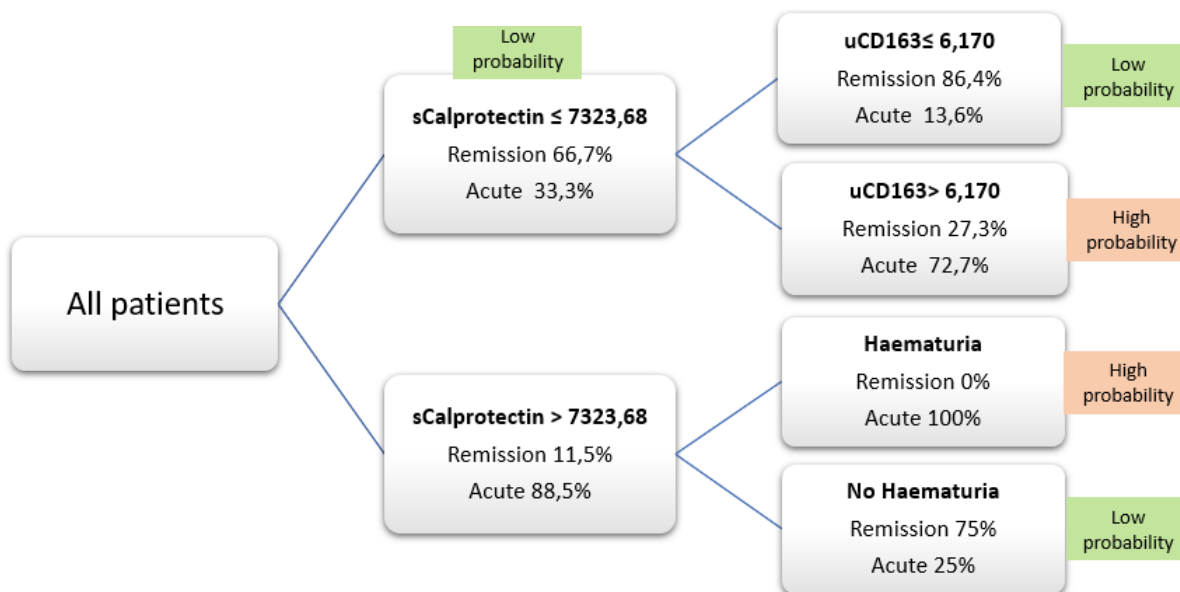 All patients
Low
probability
sCalprotectin ≤ 7323,68
Remission 66,7%
Acute 33,3%
sCalprotectin > 7323,68
Remission 11,5%
Acute 88,5%
uCD163≤ 6,170
Remission 86,4%
Acute 13,6%
Low
probability
uCD163> 6,170
Remission 27,3%
Acute 72,7%
High
probability
Haematuria
Remission 0%
Acute 100%
High
probability
No Haematuria
Remission 75%
Acute 25%
Low
probability